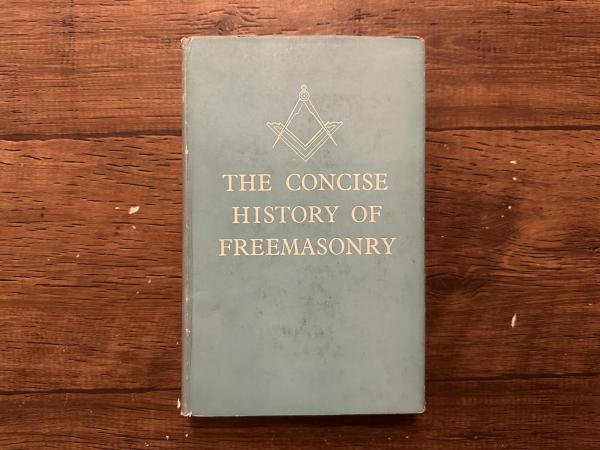 THE CONCISE
HISTORY OF
FREEMASONRY